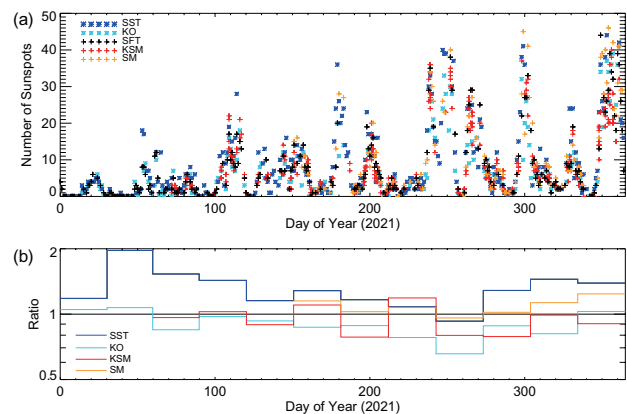 (a)
50
40
30
20
10
0
Number of Sunspots
SST
KO
SFT
KSM
SM
0 100 200 300
Day of Year (2021)
(b)
2
1
0.5
Ratio
SST
KO
KSM
SM
0 100 200 300
Day of Year (2021)